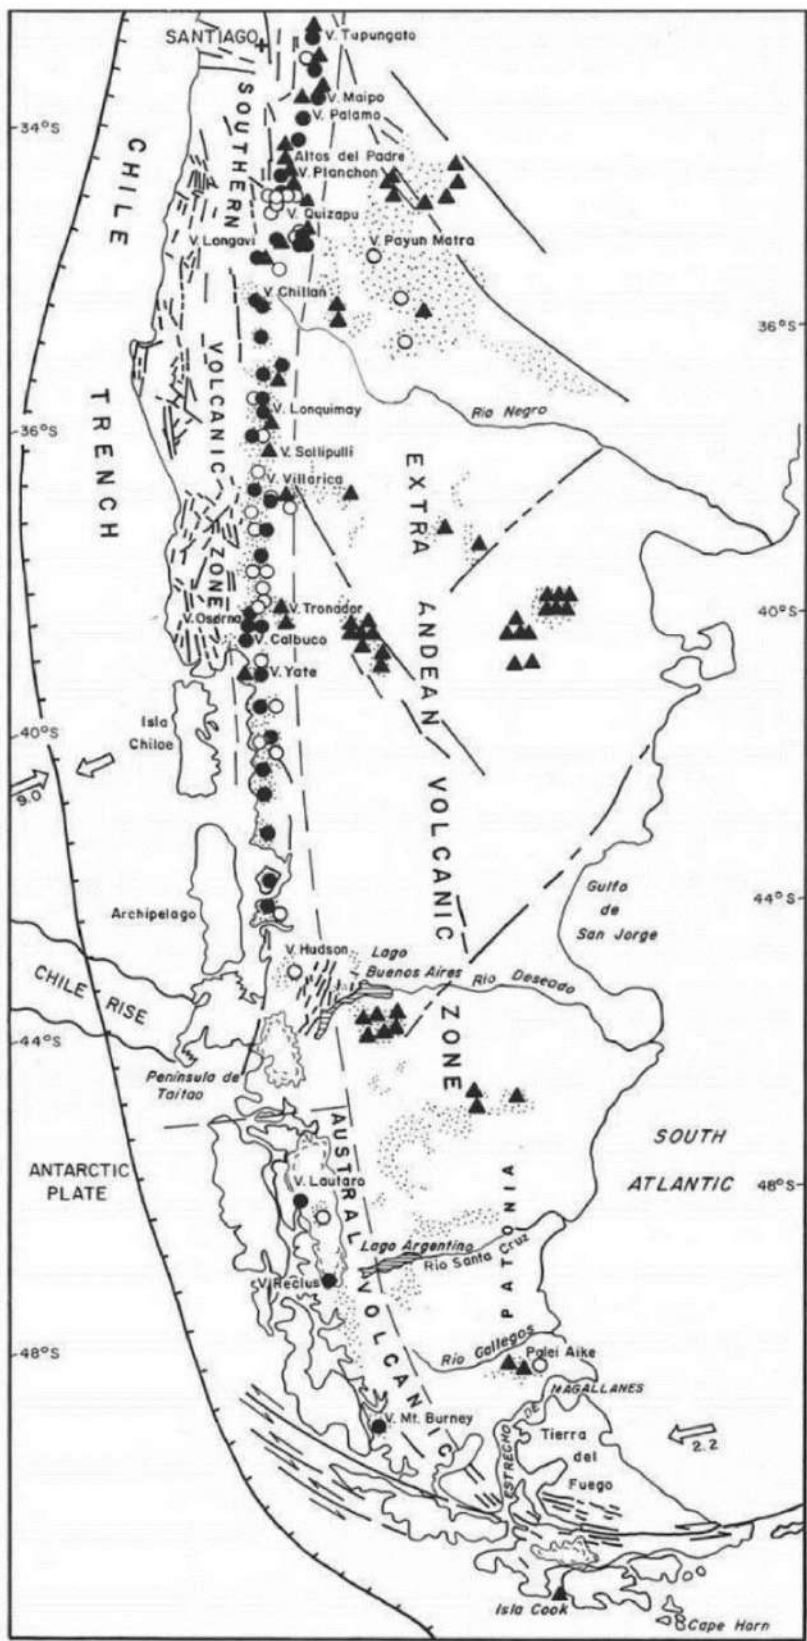 SANTIAGO
V. Tupungato
V. Maipo
V. Palamo
34°S
CHILE
SOUTHERN
Altos del Padre
V. Planchon
V. Quizapu
V. Longavi
V. Payun Matra
V. Chillan
36°S
TRENCH
VOLCANIC
V. Lonquimay
Rio Negro
36°S
V. Sollipulli
EXTRA
V. Villarica
ZONE
ANDEAN
V. Osorno
V. Tronador
40°S
V. Calbuco
V. Yate
Isla
Chiloe
40°S
9.0
VOLCANIC
Archipelago
Gulfo
de
San Jorge
44°S
V. Hudson
Lago
Buenos Aires
Rio Deseado
CHILE RISE
ZONE
44°S
Peninsula de
Taitao
AUSTRAL
SOUTH
ATLANTIC
ANTARCTIC
PLATE
V. Lautaro
48°S
PATONIA
Lago Argentino
Rio Santa Cruz
V. Reclus
VOLCANIC
48°S
Rio Gallegos
Palei Aike
MAGALLANES
DE
ESTRECHO
V. Mt. Burney
Tierra
del
Fuego
2.2
Isla Cook
Cape Horn